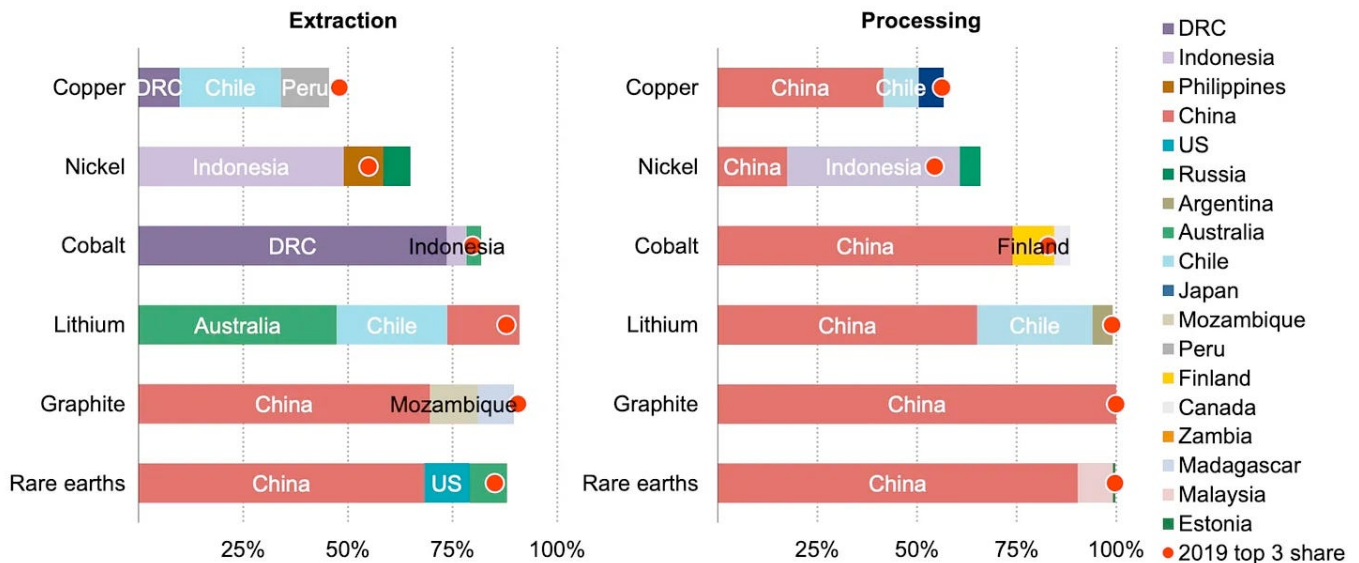 Extraction
Copper
DRC
Chile
Peru
Nickel
Indonesia
Cobalt
DRC
Indonesia
Lithium
Australia
Chile
Graphite
China
Mozambique
Rare earths
China
US
25%
50%
75%
100%
Processing
Copper
China
Chile
Nickel
China
Indonesia
Cobalt
China
Finland
Lithium
China
Chile
Graphite
China
Rare earths
China
25%
50%
75%
100%
DRC
Indonesia
Philippines
China
US
Russia
Argentina
Australia
Chile
Japan
Mozambique
Peru
Finland
Canada
Zambia
Madagascar
Malaysia
Estonia
2019 top 3 share